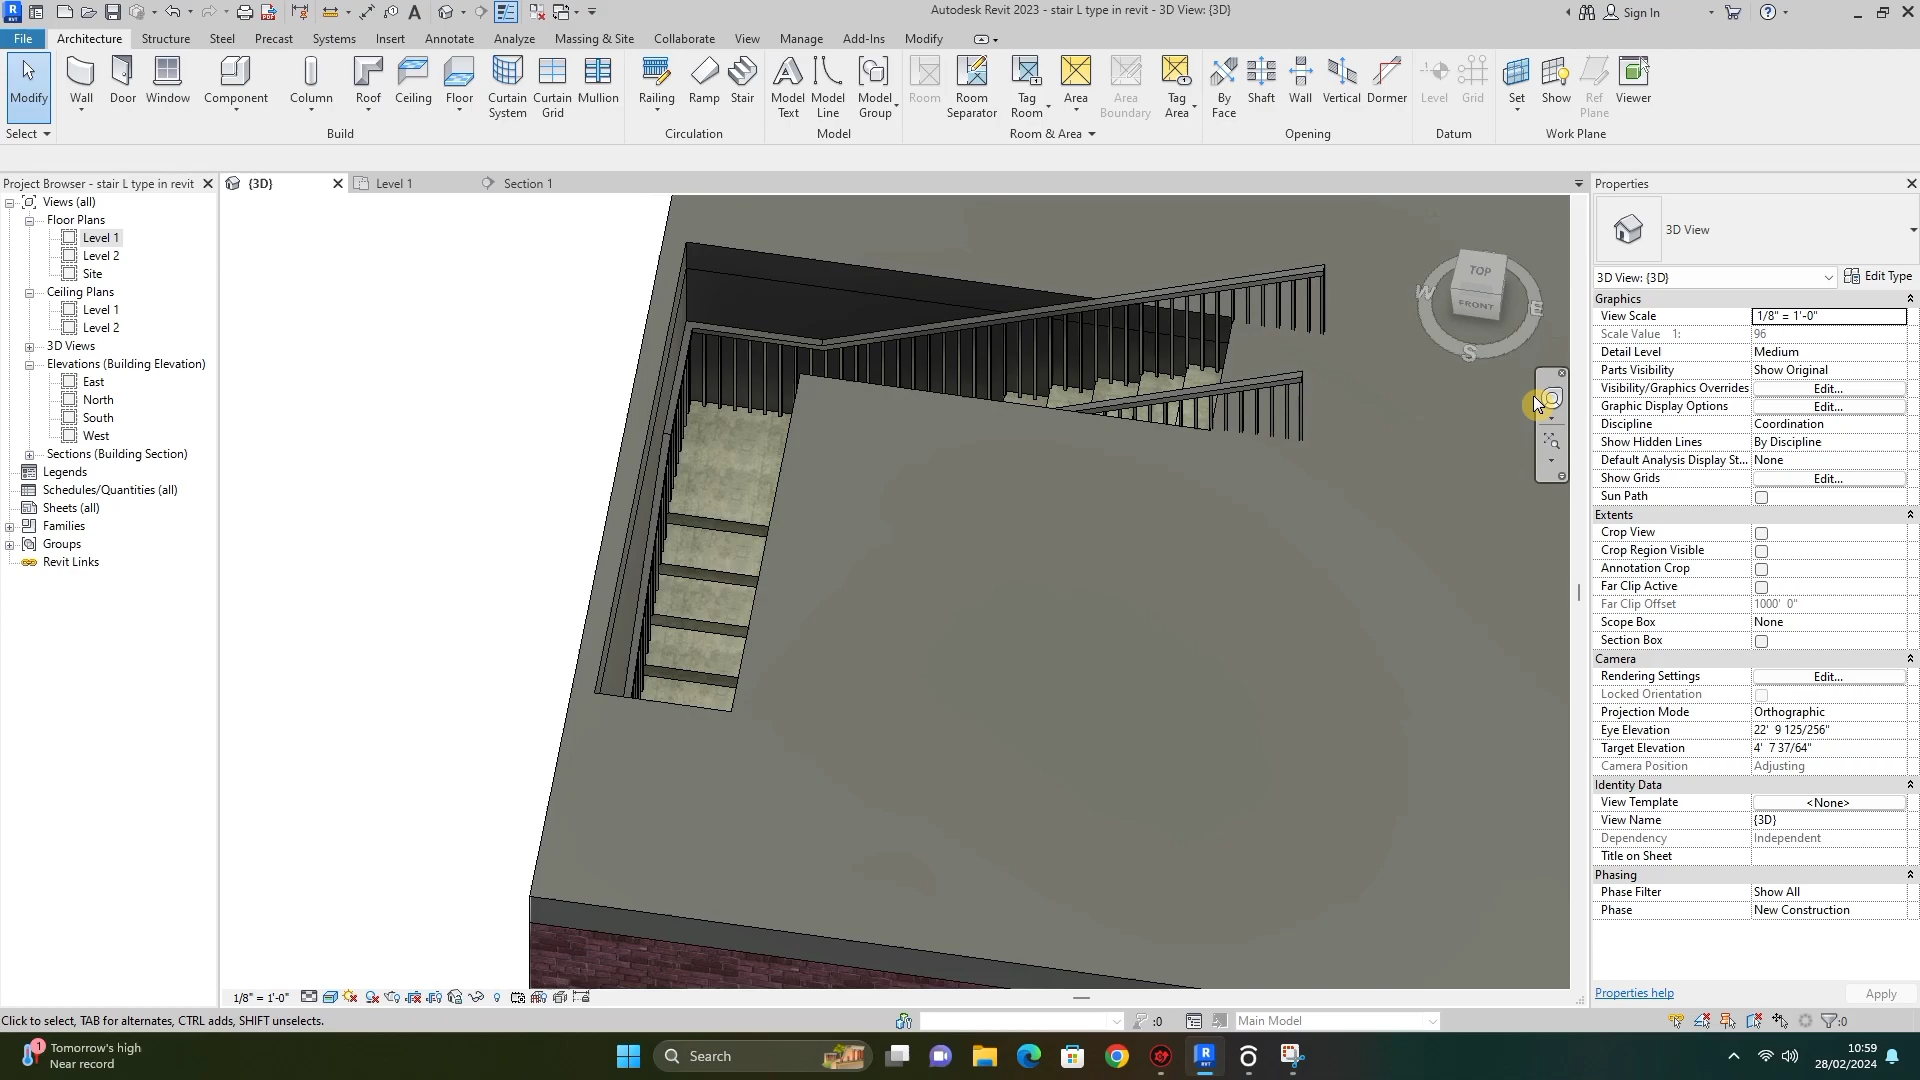 Autodesk Revit 2023 - stair L type in revit - 3D View: {3D}
Sign In
File Architecture Structure Steel Precast Systems Insert Annotate Analyze Massing & Site Collaborate View Manage Add-Ins Modify
Modify Wall Door Window Component Column Roof Ceiling Floor Curtain System Curtain Grid Mullion Railing Ramp Stair Model Text Model Line Model Group Room Room Separator Tag Room Area Area Boundary Tag Area By Face Shaft Wall Vertical Dormer Level Grid Set Show Ref Plane Viewer
Select Build Circulation Model Room & Area Opening Datum Work Plane
Project Browser - stair L type in revit
{3D} Level 1 Section 1
Properties
Views (all)
Floor Plans
Level 1
Level 2
Site
Ceiling Plans
Level 1
Level 2
3D Views
Elevations (Building Elevation)
East
North
South
West
Sections (Building Section)
Legends
Schedules/Quantities (all)
Sheets (all)
Families
Groups
Revit Links
TOP
FRONT
W
E
S
3D View
3D View: {3D} Edit Type
Graphics
View Scale 1/8" = 1'-0"
Scale Value 1: 96
Detail Level Medium
Parts Visibility Show Original
Visibility/Graphics Overrides Edit...
Graphic Display Options Edit...
Discipline Coordination
Show Hidden Lines By Discipline
Default Analysis Display St... None
Show Grids Edit...
Sun Path
Extents
Crop View
Crop Region Visible
Annotation Crop
Far Clip Active
Far Clip Offset 1000' 0"
Scope Box None
Section Box
Camera
Rendering Settings Edit...
Locked Orientation
Projection Mode Orthographic
Eye Elevation 22' 9 125/256"
Target Elevation 4' 7 37/64"
Camera Position Adjusting
Identity Data
View Template <None>
View Name {3D}
Dependency Independent
Title on Sheet
Phasing
Phase Filter Show All
Phase New Construction
Properties help Apply
1/8" = 1'-0"
Click to select, TAB for alternates, CTRL adds, SHIFT unselects.
:0
Main Model
:0
1
Tomorrow's high
Near record
Search
10:59
28/02/2024